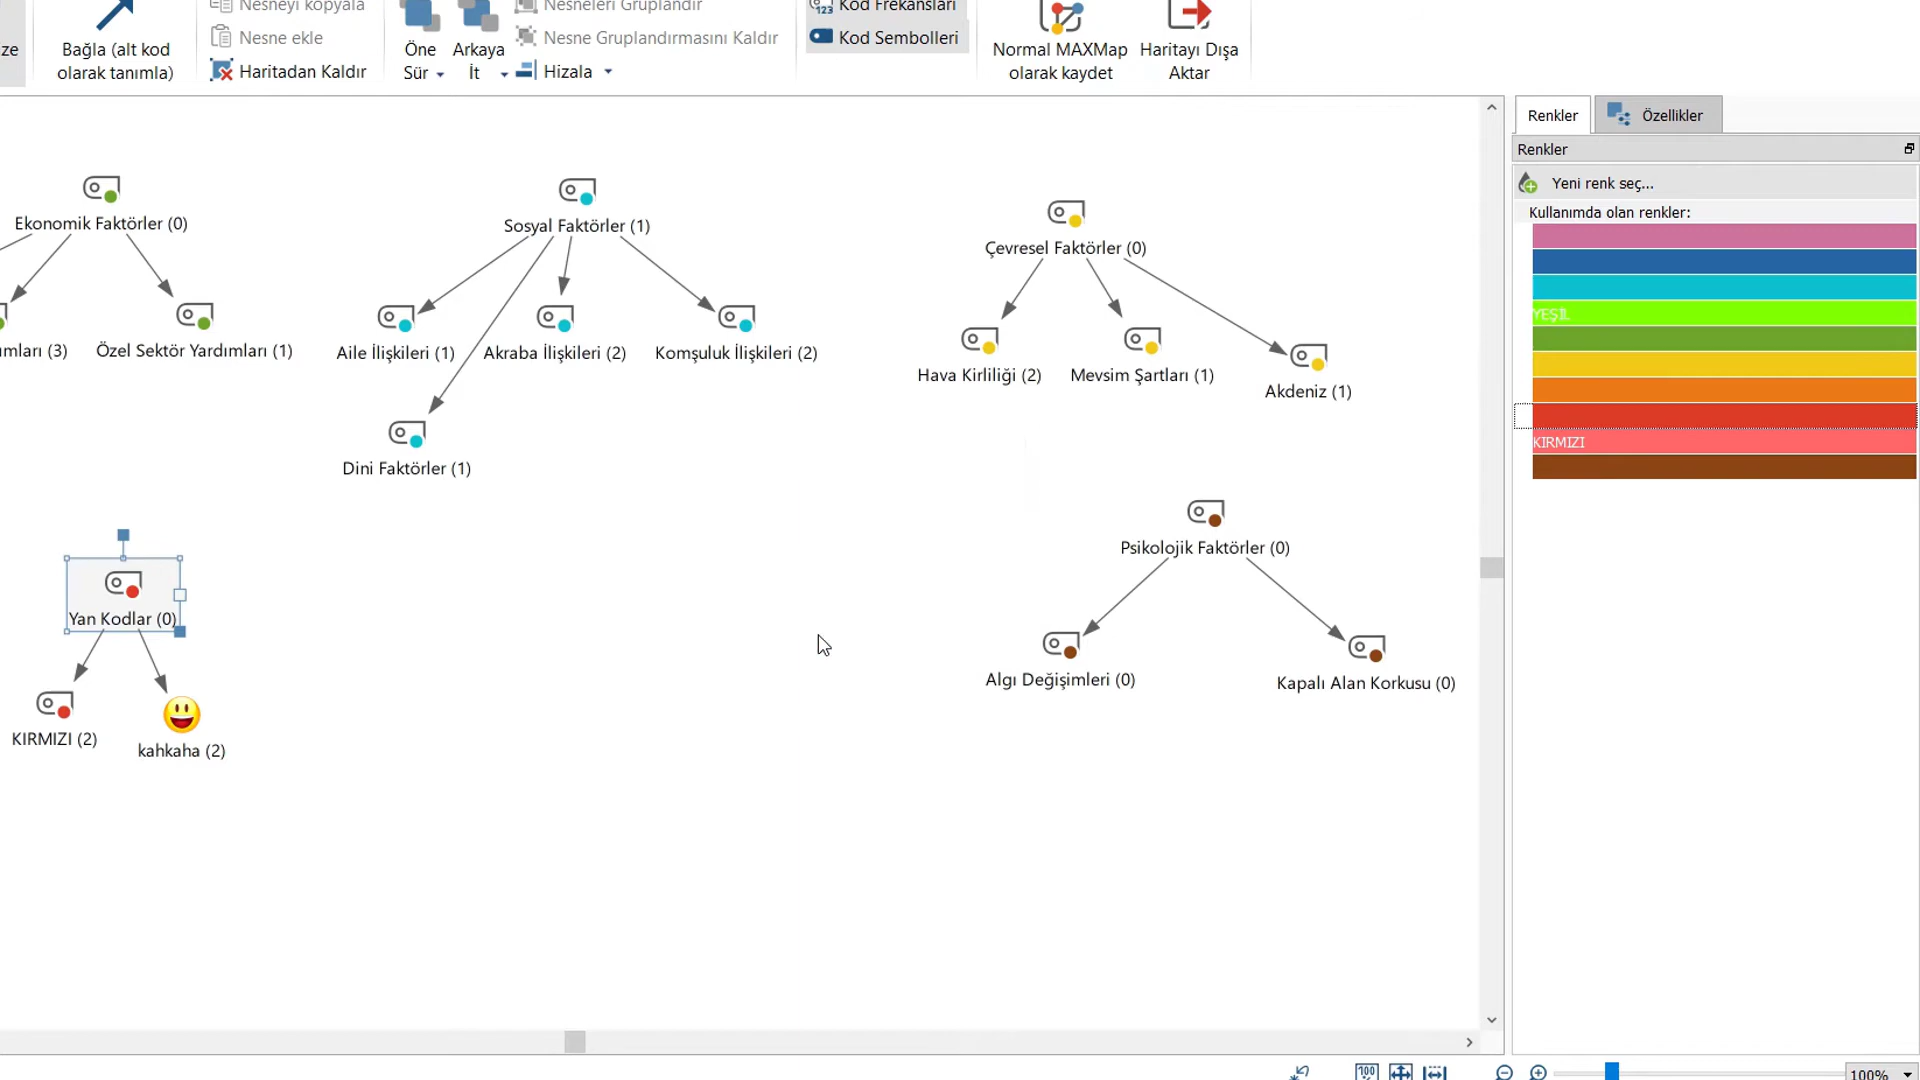 Nesneyi kopyala
Nesne ekle
Haritadan Kaldır
Bağla (alt kod
olarak tanımla)
Öne
Sür
Arkaya
İt
Nesneleri Gruplandır
Nesne Gruplandırmasını Kaldır
Hizala
Kod Frekansları
Kod Sembolleri
Normal MAXMap
olarak kaydet
Haritayı Dışa
Aktar
Renkler
Özellikler
Renkler
Yeni renk seç...
Kullanımda olan renkler:
YEŞİL
KIRMIZI
Ekonomik Faktörler (0)
Sosyal Faktörler (1)
Çevresel Faktörler (0)
(3)
Özel Sektör Yardımları (1)
Aile İlişkileri (1)
Akraba İlişkileri (2)
Komşuluk İlişkileri (2)
Hava Kirliliği (2)
Mevsim Şartları (1)
Akdeniz (1)
Dini Faktörler (1)
Psikolojik Faktörler (0)
Yan Kodlar (0)
Algı Değişimleri (0)
Kapalı Alan Korkusu (0)
KIRMIZI (2)
kahkaha (2)
100%